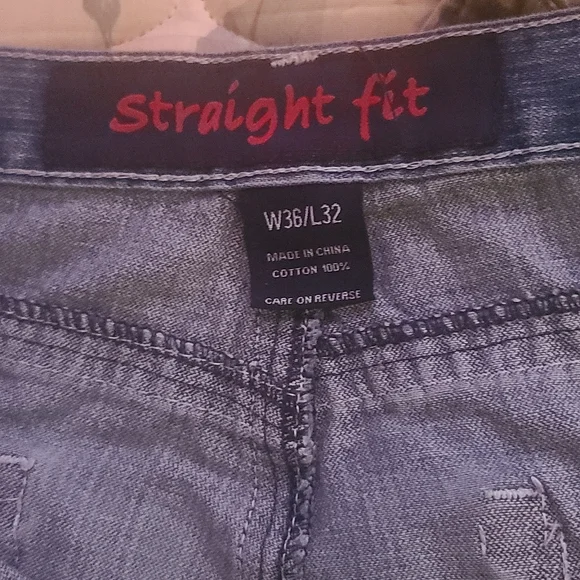 Straight fit
W36/L32
MADE IN CHINA
COTTON 100%
CARE ON REVERSE